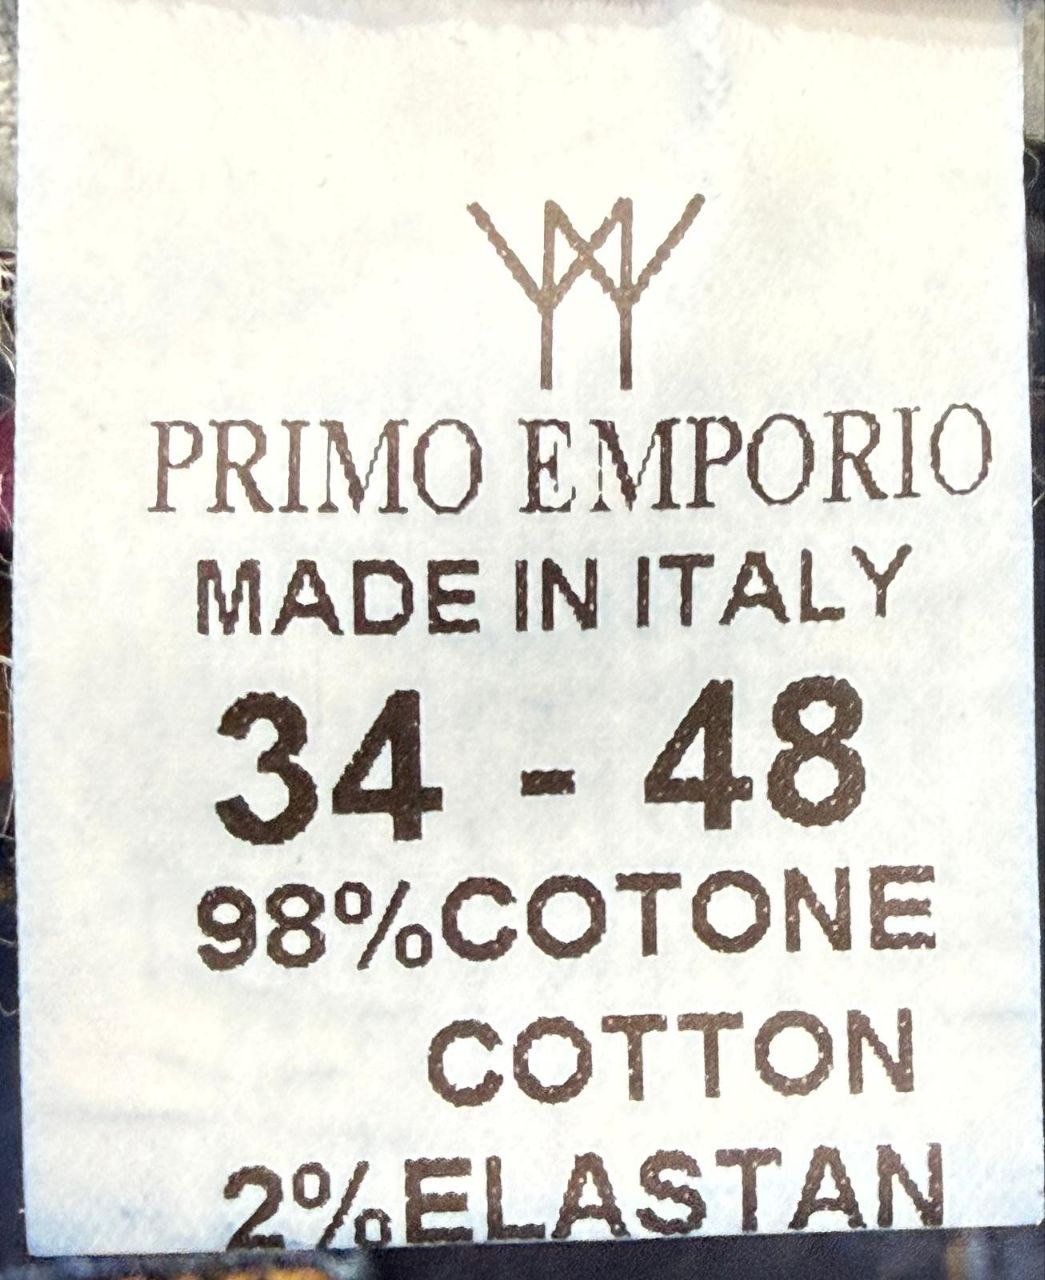 PRIMO EMPORIO
MADE IN ITALY
34 - 48
98%COTONE
COTTON
2%ELASTAN